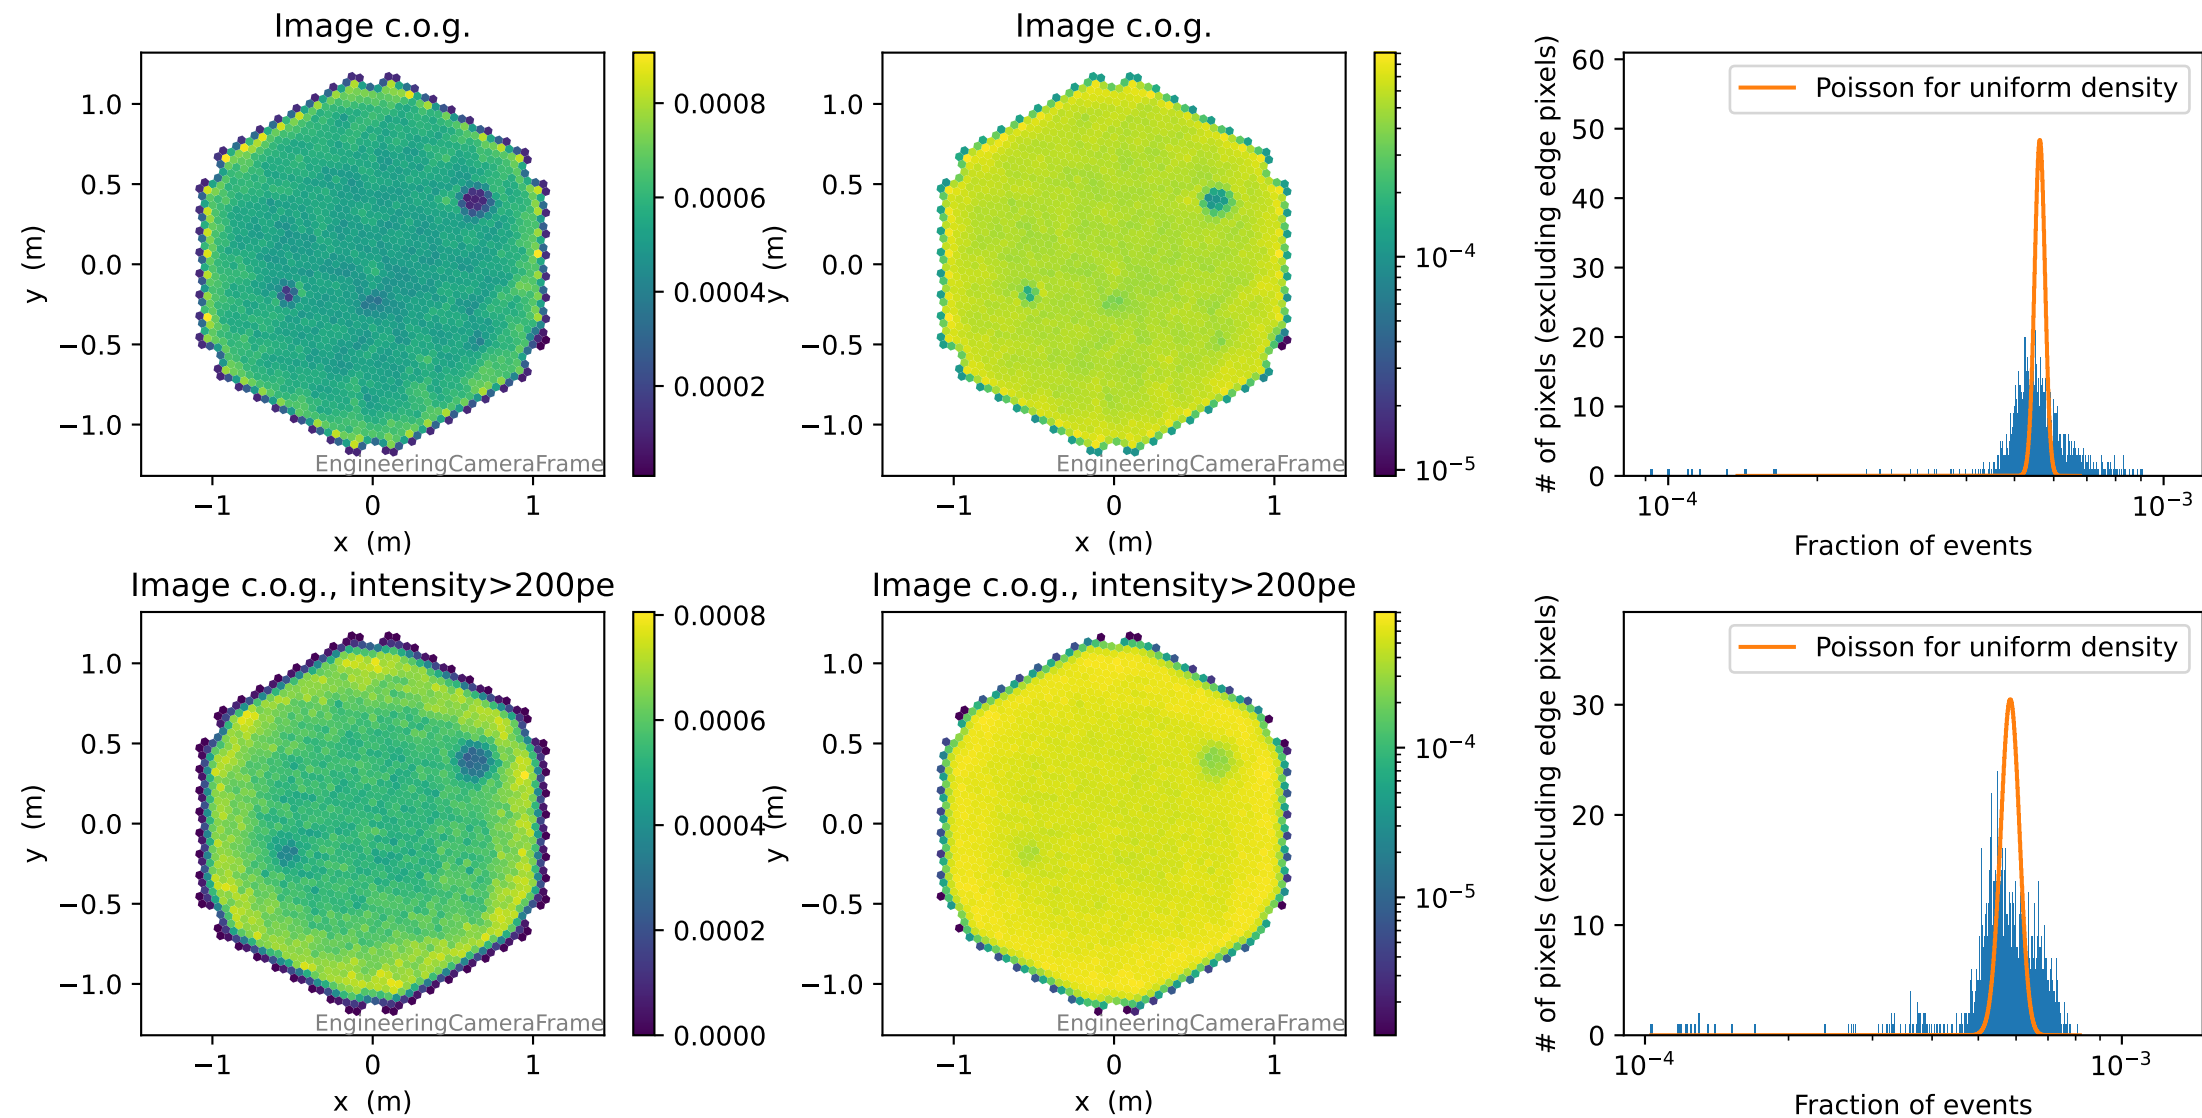 Image c.o.g.
1.0
0.5
0.0
−0.5
−1.0
y (m)
−1
0
1
x (m)
EngineeringCameraFrame
0.0008
0.0006
0.0004
0.0002
Image c.o.g.
1.0
0.5
0.0
−0.5
−1.0
y (m)
−1
0
1
x (m)
EngineeringCameraFrame
10⁻⁴
10⁻⁵
Poisson for uniform density
60
50
40
30
20
10
0
# of pixels (excluding edge pixels)
10⁻⁴
10⁻³
Fraction of events
Image c.o.g., intensity>200pe
1.0
0.5
0.0
−0.5
−1.0
y (m)
−1
0
1
x (m)
EngineeringCameraFrame
0.0008
0.0006
0.0004
0.0002
0.0000
Image c.o.g., intensity>200pe
1.0
0.5
0.0
−0.5
−1.0
y (m)
−1
0
1
x (m)
EngineeringCameraFrame
10⁻⁴
10⁻⁵
Poisson for uniform density
30
20
10
0
# of pixels (excluding edge pixels)
10⁻⁴
10⁻³
Fraction of events